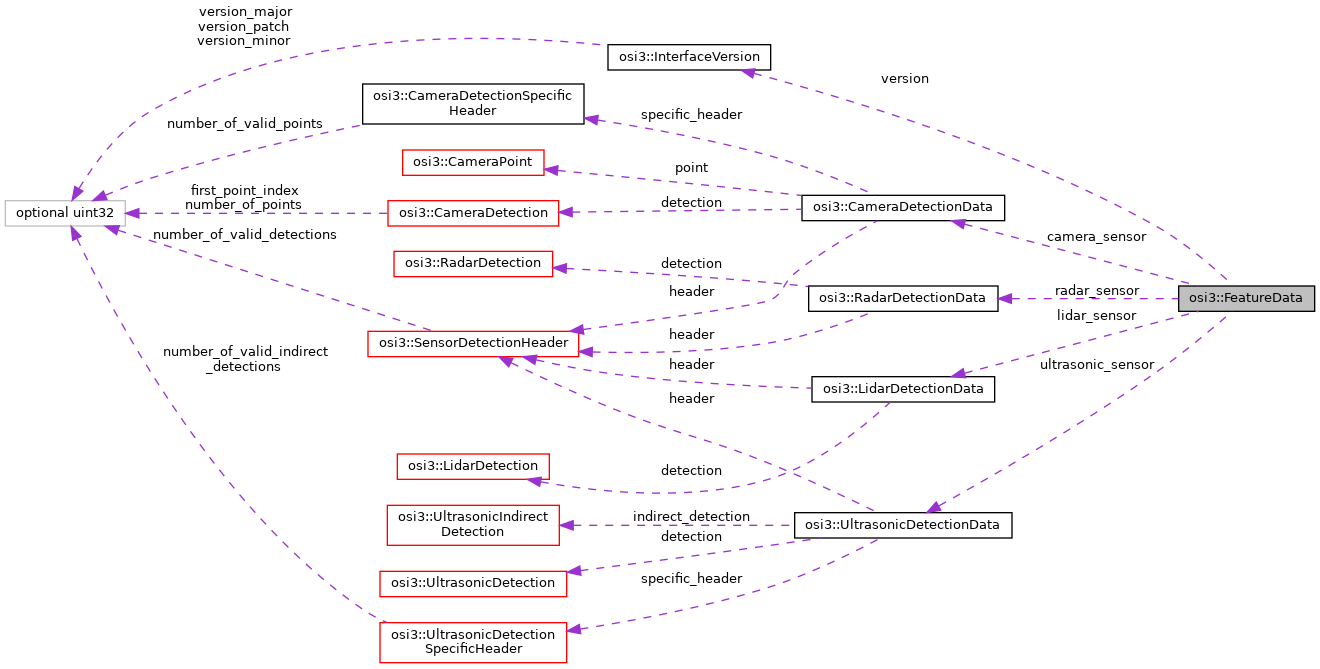 version_major
version_patch
version_minor
osi3::InterfaceVersion
version
osi3::CameraDetectionSpecific
Header
specific_header
number_of_valid_points
osi3::CameraPoint
point
first_point_index
number_of_points
optional uint32
osi3::CameraDetection
detection
osi3::CameraDetectionData
number_of_valid_detections
camera_sensor
osi3::RadarDetection
detection
header
osi3::RadarDetectionData
radar_sensor
osi3::FeatureData
lidar_sensor
osi3::SensorDetectionHeader
header
number_of_valid_indirect
_detections
header
ultrasonic_sensor
osi3::LidarDetectionData
header
osi3::LidarDetection
detection
osi3::UltrasonicIndirect
Detection
indirect_detection
osi3::UltrasonicDetectionData
detection
osi3::UltrasonicDetection
specific_header
osi3::UltrasonicDetection
SpecificHeader